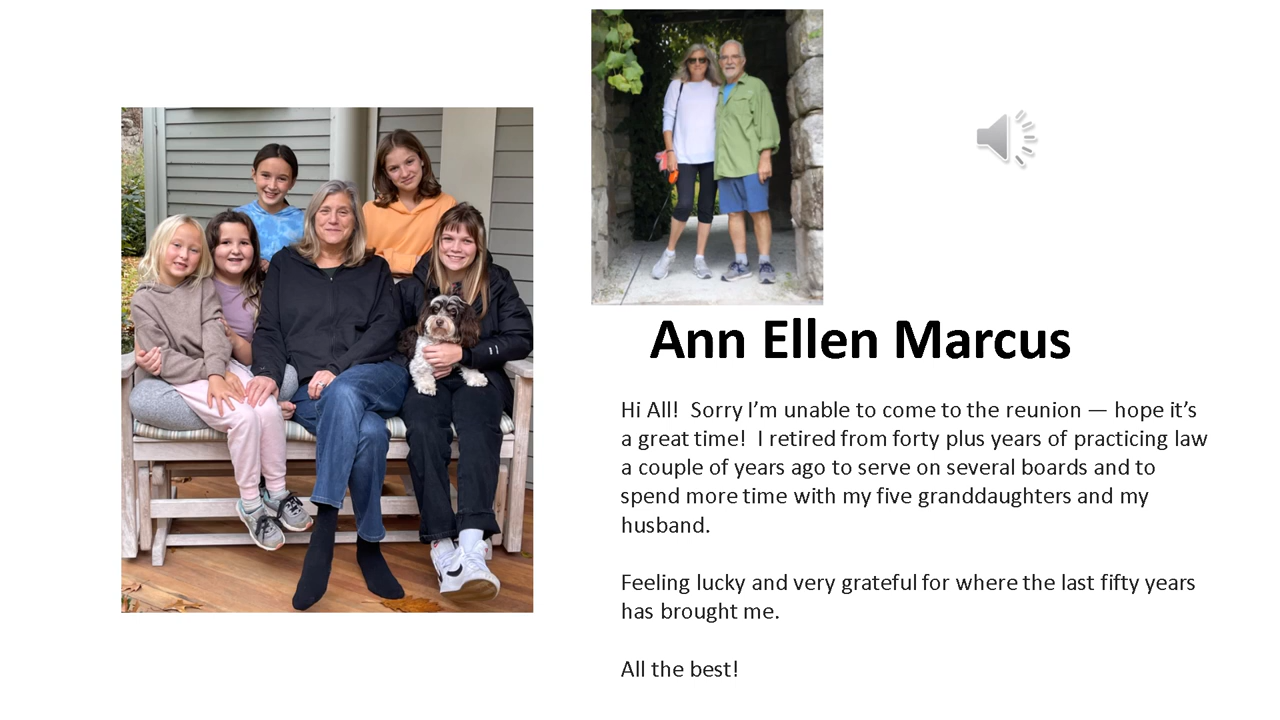 Ann Ellen Marcus
Hi All!  Sorry I’m unable to come to the reunion — hope it’s
a great time!  I retired from forty plus years of practicing law
a couple of years ago to serve on several boards and to
spend more time with my five granddaughters and my
husband.
Feeling lucky and very grateful for where the last fifty years
has brought me.
All the best!